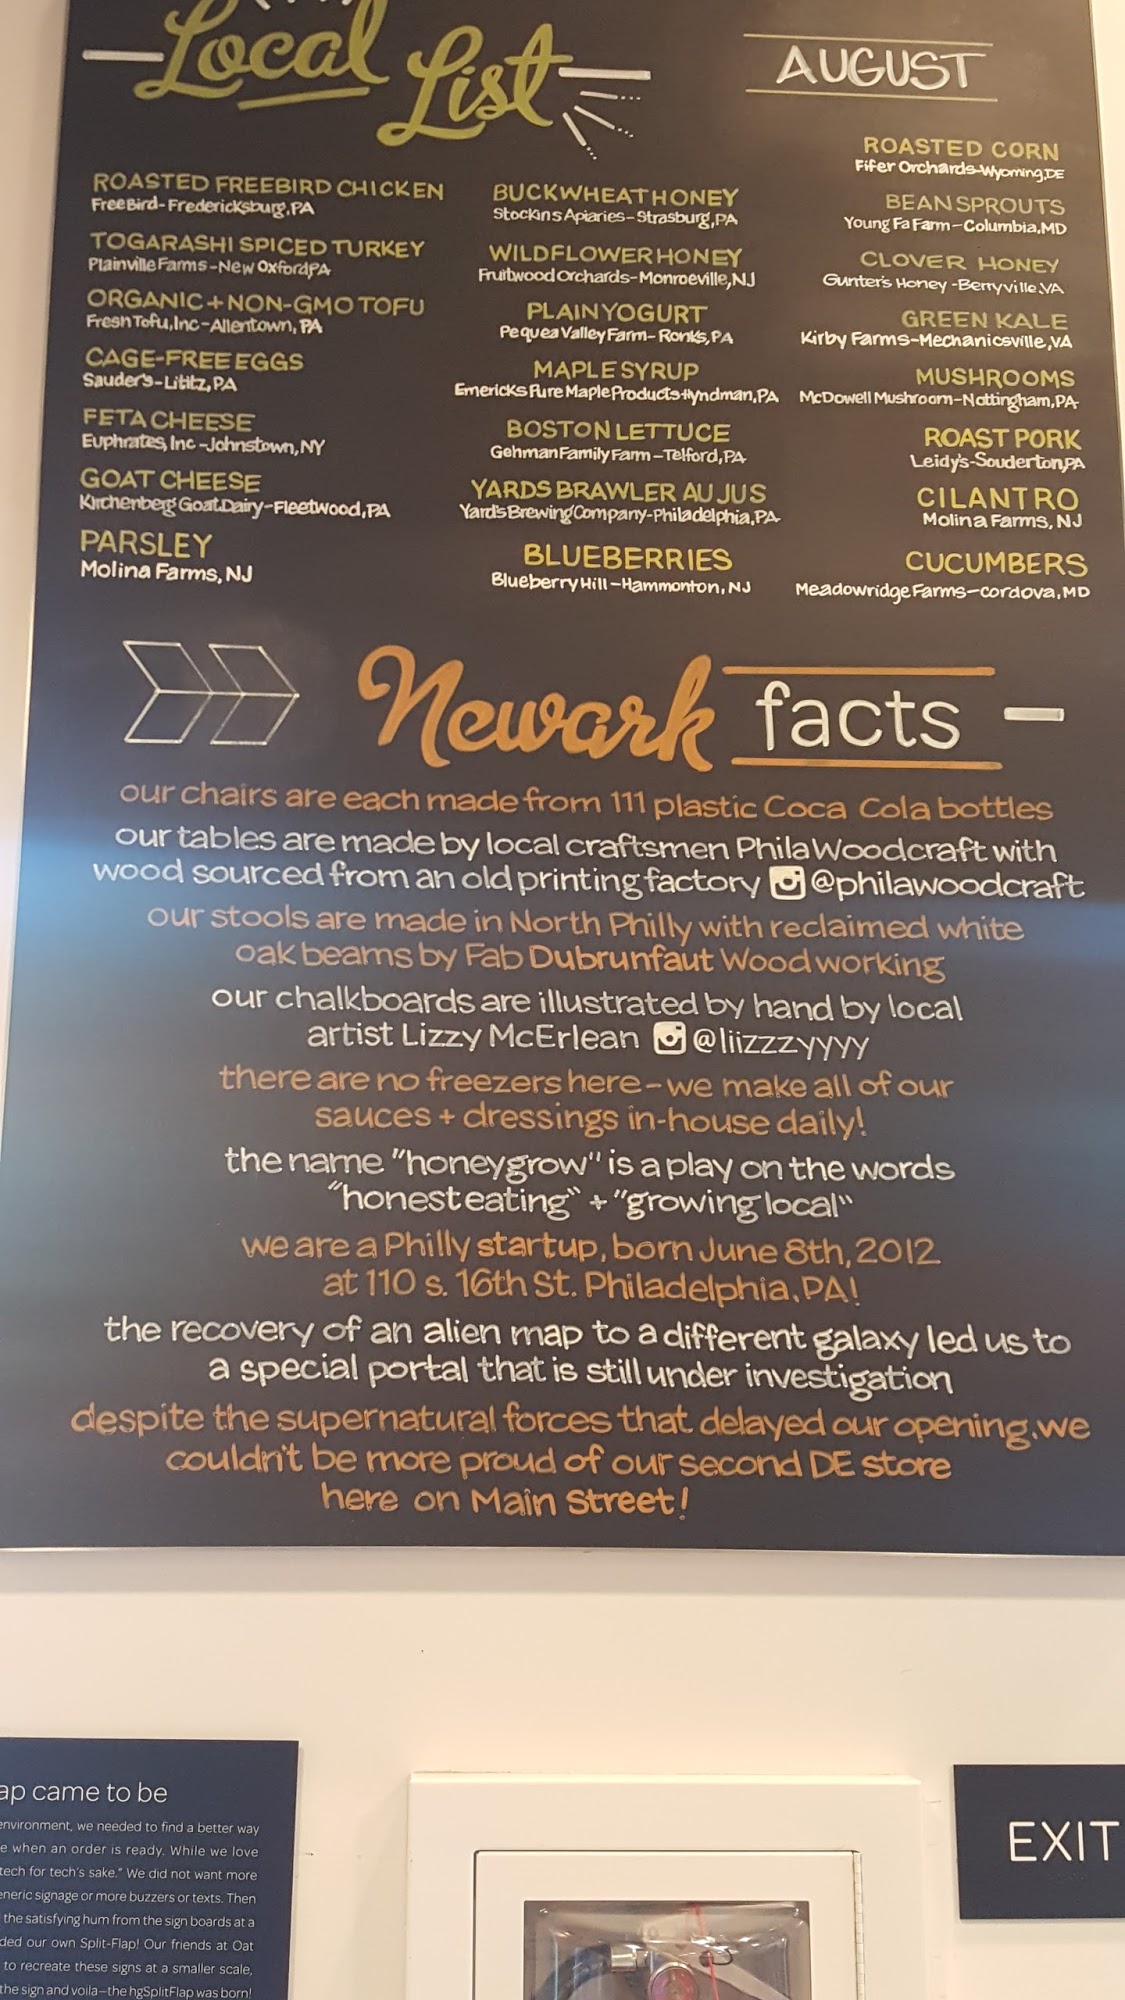 Local List
AUGUST
ROASTED FREEBIRD CHICKEN
FreeBird-Fredericksburg, PA
TOGARASHI SPICED TURKEY
Plainville Farms-New Oxford, PA
ORGANIC + NON-GMO TOFU
Fresh Tofu, Inc-Allentown, PA
CAGE-FREE EGGS
Sauder's-Lititz, PA
FETA CHEESE
Euphrates, Inc-Johnstown, NY
GOAT CHEESE
Kirchenberg Goat Dairy-Fleetwood, PA
PARSLEY
Molina Farms, NJ
BUCKWHEAT HONEY
Stockins Apiaries-Strasburg, PA
WILDFLOWER HONEY
Fruitwood Orchards-Monroeville, NJ
PLAIN YOGURT
Pequea Valley Farm-Ronks, PA
MAPLE SYRUP
Emericks Pure Maple Products-Hyndman, PA
BOSTON LETTUCE
Gehman Family Farm-Telford, PA
YARDS BRAWLER AU JUS
Yard's Brewing Company-Philadelphia, PA
BLUEBERRIES
Blueberry Hill-Hammonton, NJ
ROASTED CORN
Fifer Orchards-Wyoming, DE
BEAN SPROUTS
Young Fa Farm-Columbia, MD
CLOVER HONEY
Gunter's Honey-Berryville, VA
GREEN KALE
Kirby Farms-Mechanicsville, VA
MUSHROOMS
McDowell Mushroom-Nottingham, PA
ROAST PORK
Leidy's-Souderton, PA
CILANTRO
Molina Farms, NJ
CUCUMBERS
Meadowridge Farms-Cordova, MD
Newark facts
our chairs are each made from 111 plastic Coca Cola bottles
our tables are made by local craftsmen PhilaWoodcraft with
wood sourced from an old printing factory @philawoodcraft
our stools are made in North Philly with reclaimed white
oak beams by Fab Dubrunfaut Woodworking
our chalkboards are illustrated by hand by local
artist Lizzy McErlean @liizzzyyyy
there are no freezers here - we make all of our
sauces + dressings in-house daily!
the name "honeygrow" is a play on the words
"honest eating" + "growing local"
we are a Philly startup, born June 8th, 2012
at 110 s. 16th St. Philadelphia, PA!
the recovery of an alien map to a different galaxy led us to
a special portal that is still under investigation
despite the supernatural forces that delayed our opening, we
couldn't be more proud of our second DE store
here on Main Street!
ap came to be
environment, we needed to find a better way
e when an order is ready. While we love
tech for tech's sake." We did not want more
eneric signage or more buzzers or texts. Then
the satisfying hum from the sign boards at a
ded our own Split-Flap! Our friends at Oat
to recreate these signs at a smaller scale,
the sign and voila-the hgSplitFlap was born!
EXIT